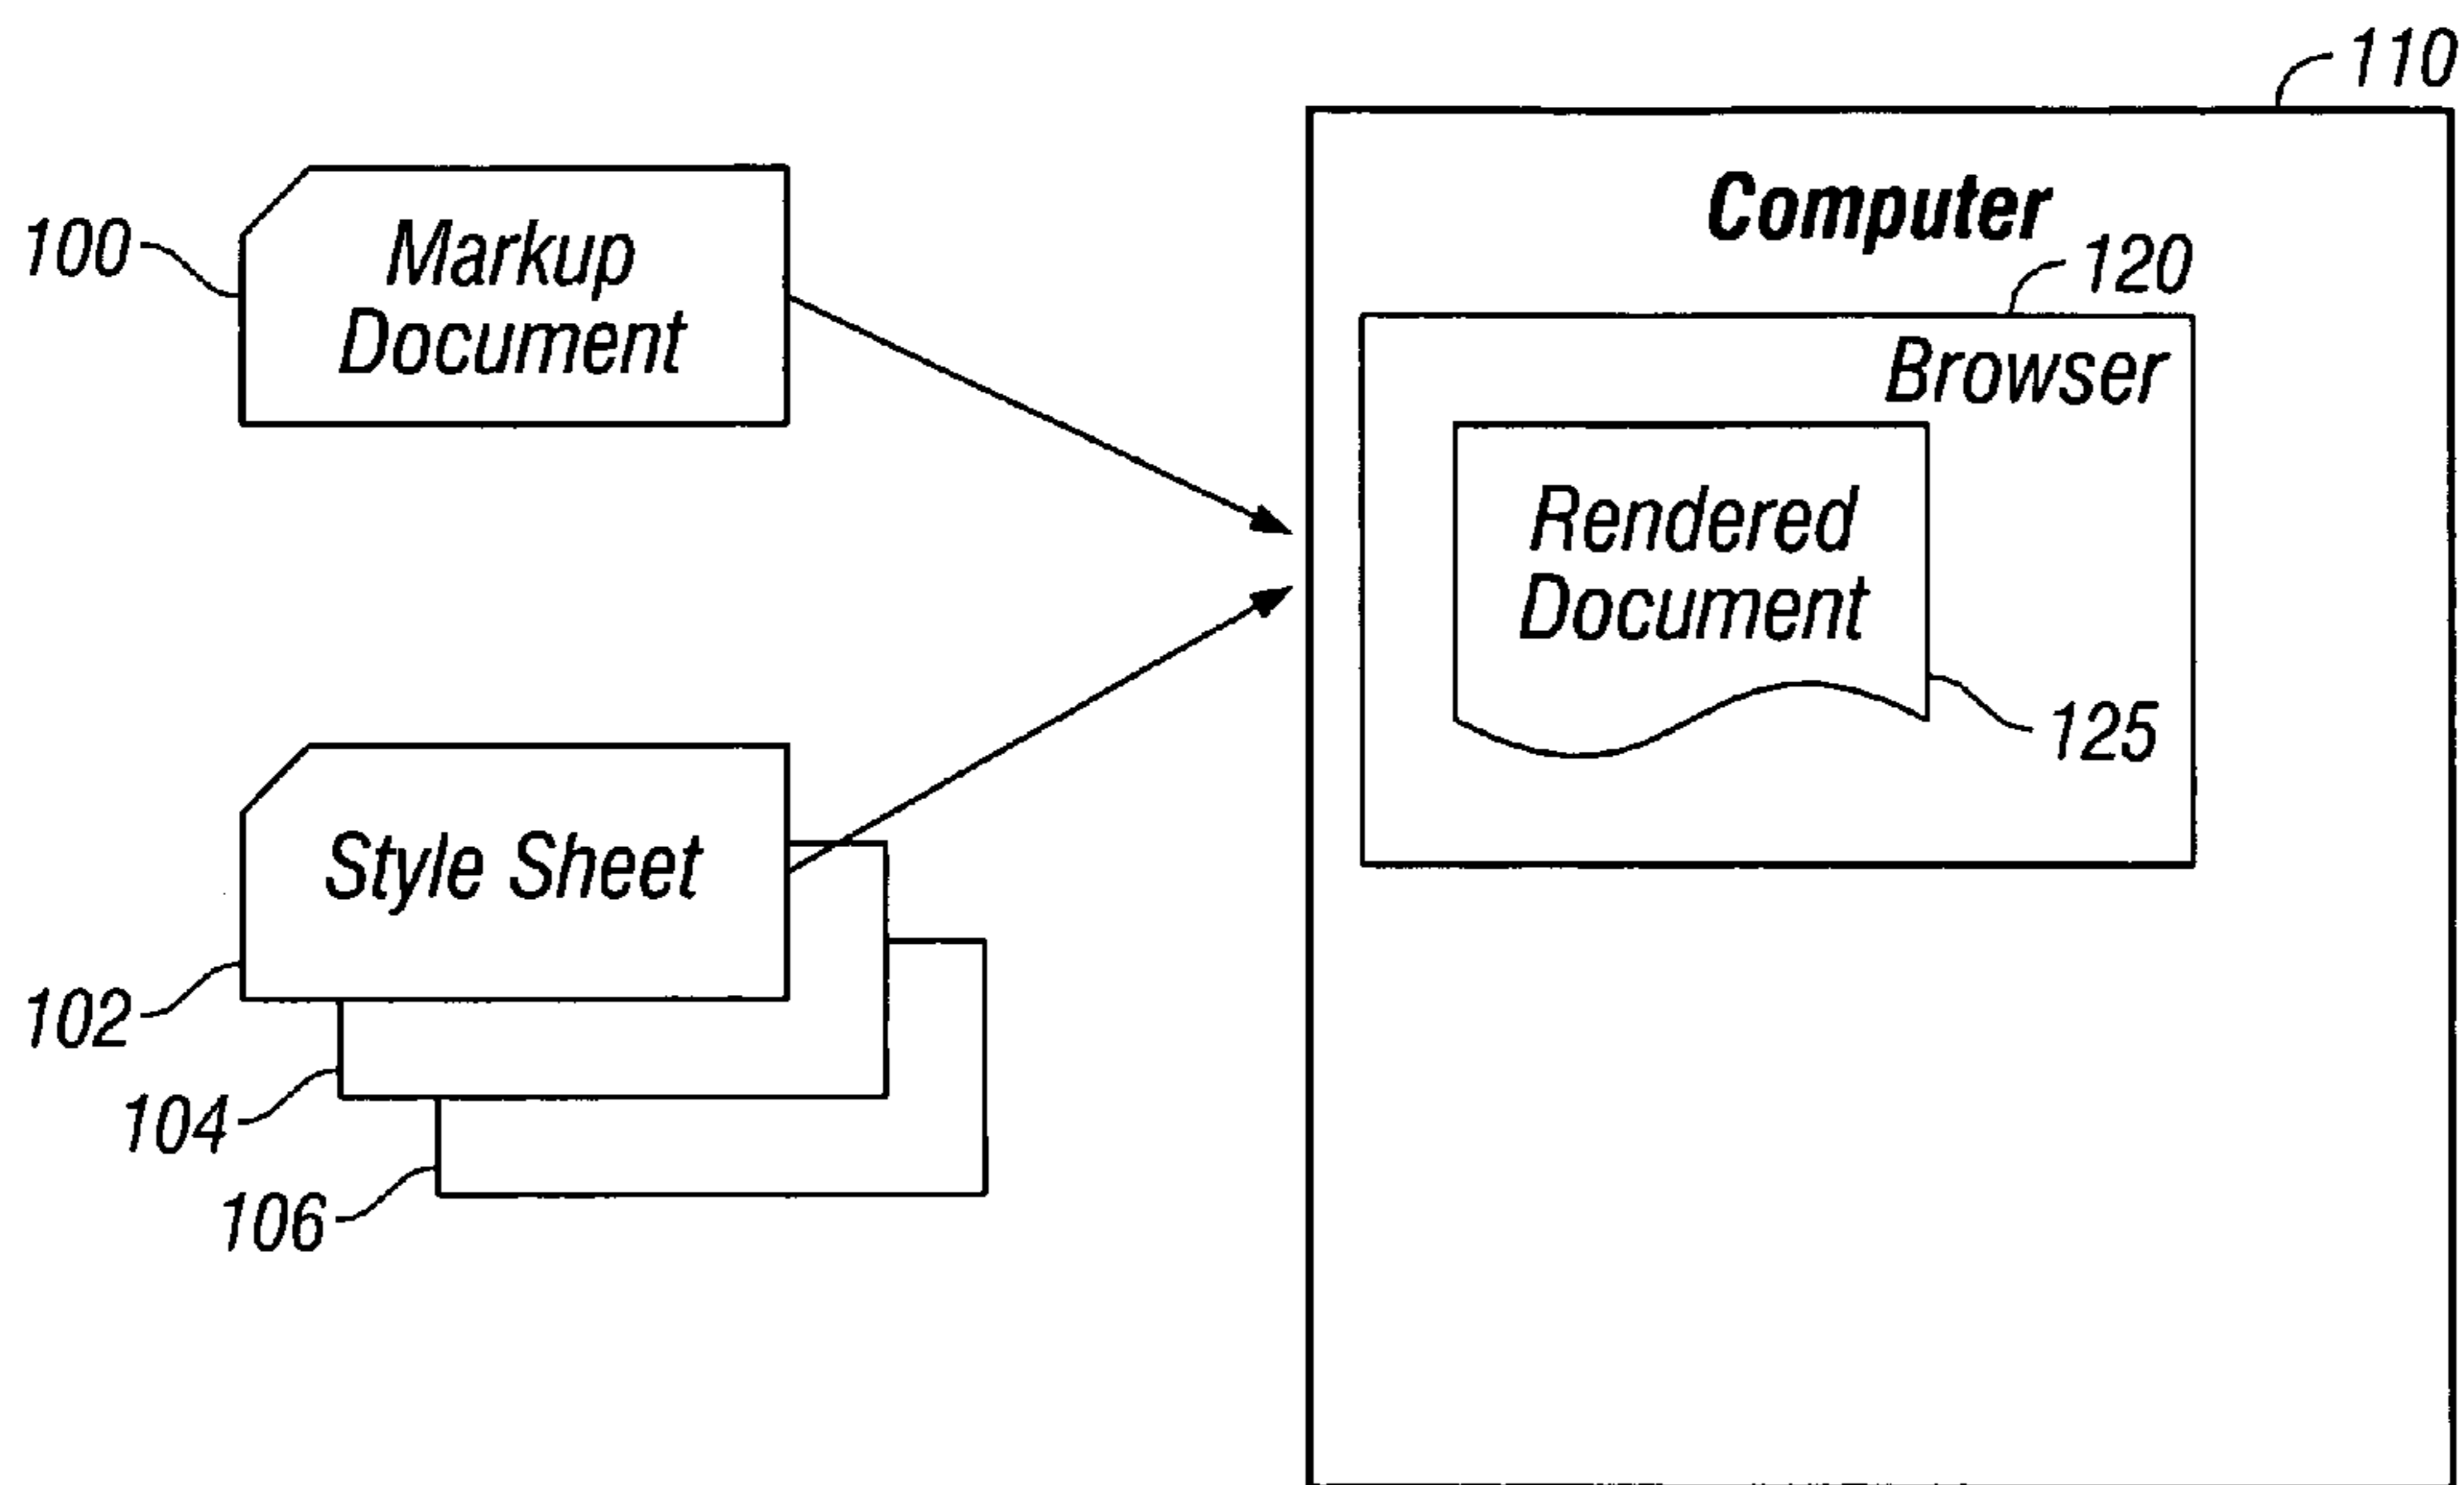 110
Computer
100
Markup
Document
120
Browser
Rendered
Document
125
Style Sheet
102
104
106